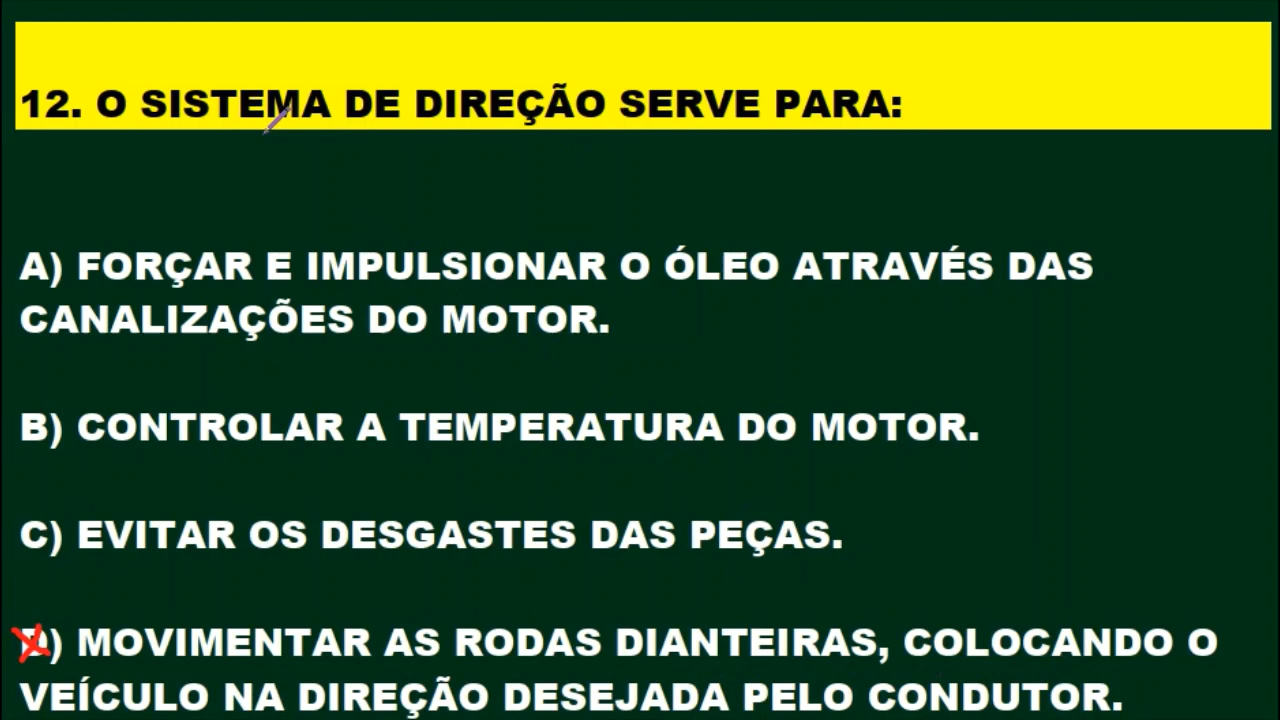 12. O SISTEMA DE DIREÇÃO SERVE PARA:
A) FORÇAR E IMPULSIONAR O ÓLEO ATRAVÉS DAS
CANALIZAÇÕES DO MOTOR.
B) CONTROLAR A TEMPERATURA DO MOTOR.
C) EVITAR OS DESGASTES DAS PEÇAS.
D) MOVIMENTAR AS RODAS DIANTEIRAS, COLOCANDO O
VEÍCULO NA DIREÇÃO DESEJADA PELO CONDUTOR.